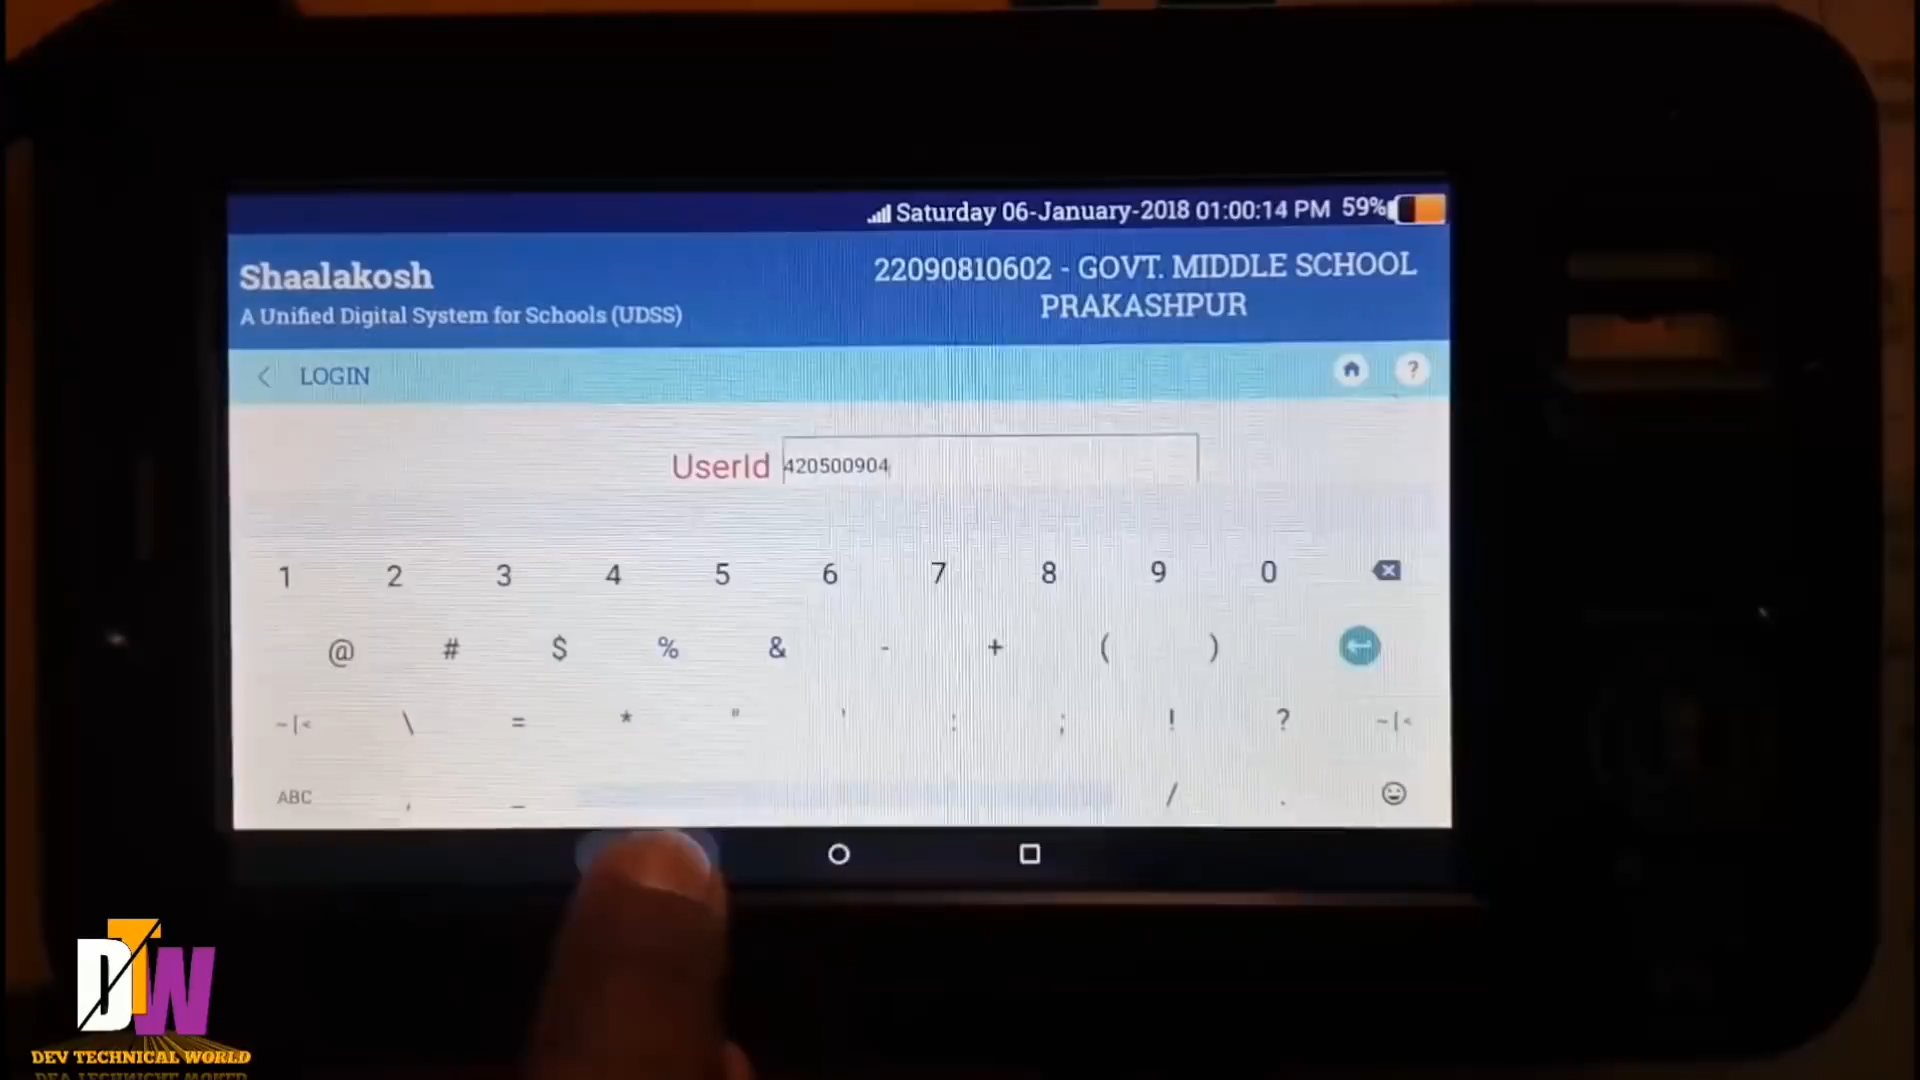 Saturday 06-January-2018 01:00:14 PM 59%
Shaalakosh
A Unified Digital System for Schools (UDSS)
22090810602 - GOVT. MIDDLE SCHOOL
PRAKASHPUR
< LOGIN
?
UserId 420500904
1 2 3 4 5 6 7 8 9 0
@ # $ % & - + ( )
~|< \ = * " ' : ; ! ? ~|<
ABC , _ / .
DTW
DEV TECHNICAL WORLD